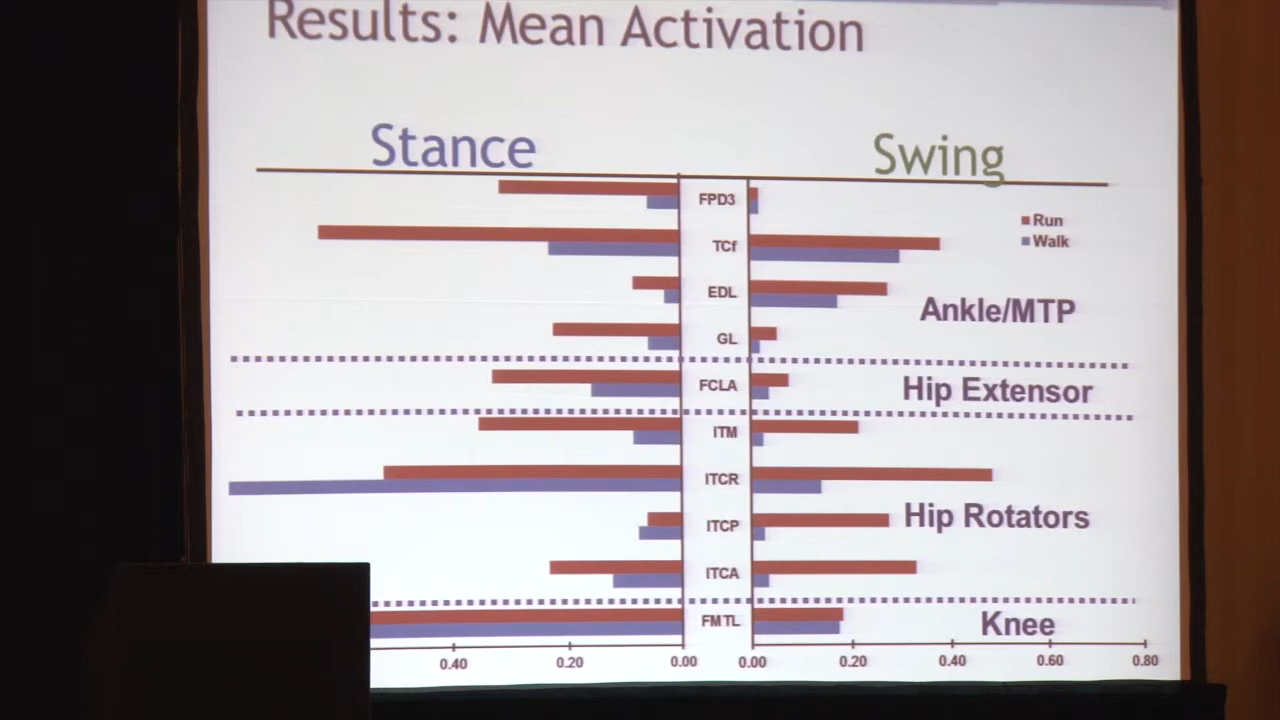 Results: Mean Activation
Stance
Swing
FPD3
Run
Walk
TCf
EDL
Ankle/MTP
GL
FCLA
Hip Extensor
ITM
ITCR
ITCP
Hip Rotators
ITCA
FMTL
Knee
0.40 0.20 0.00 0.00 0.20 0.40 0.60 0.80